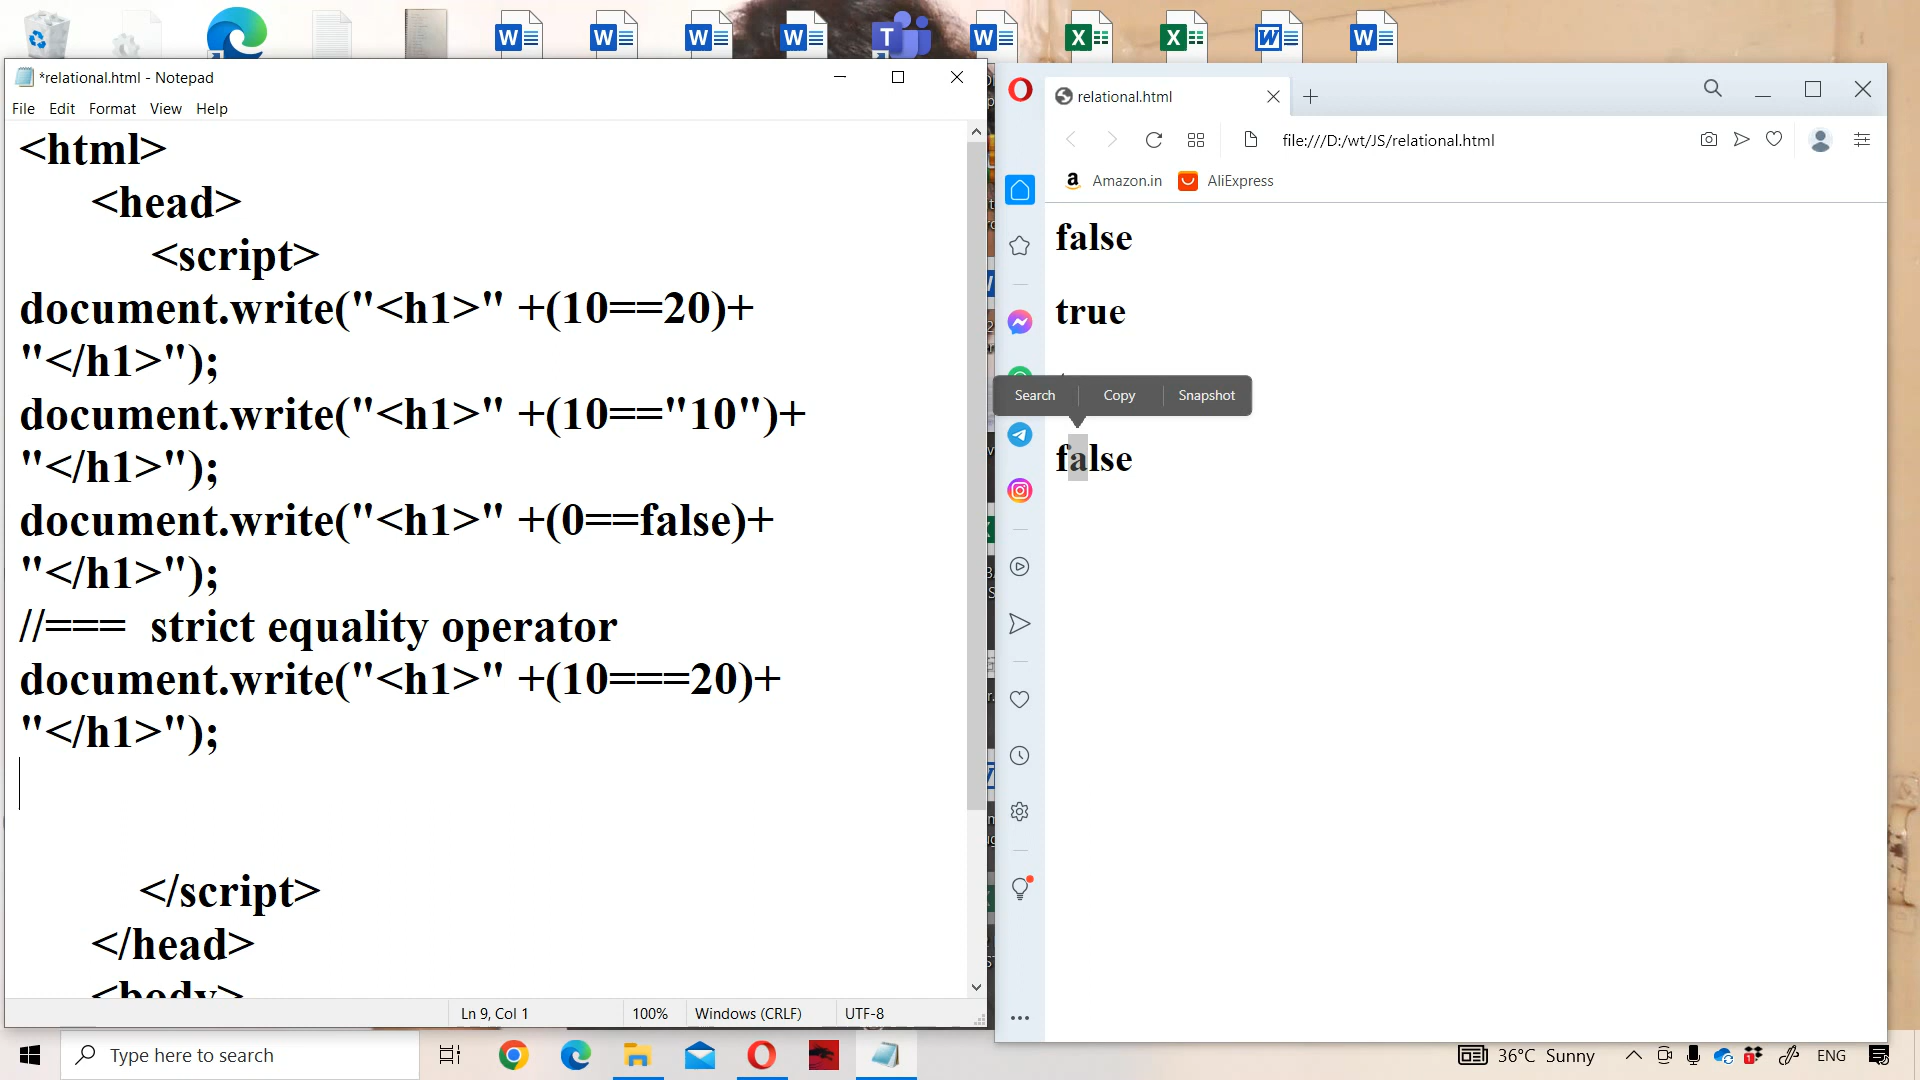 *relational.html - Notepad
File Edit Format View Help
<html>
<head>
<script>
document.write("<h1>" +(10==20)+
"</h1>");
document.write("<h1>" +(10=="10")+
"</h1>");
document.write("<h1>" +(0==false)+
"</h1>");
//=== strict equality operator
document.write("<h1>" +(10===20)+
"</h1>");
</script>
</head>
<body>
Ln 9, Col 1
100%
Windows (CRLF)
UTF-8
relational.html
file:///D:/wt/JS/relational.html
Amazon.in
AliExpress
false
true
Search Copy Snapshot
false
Type here to search
36°C Sunny
ENG